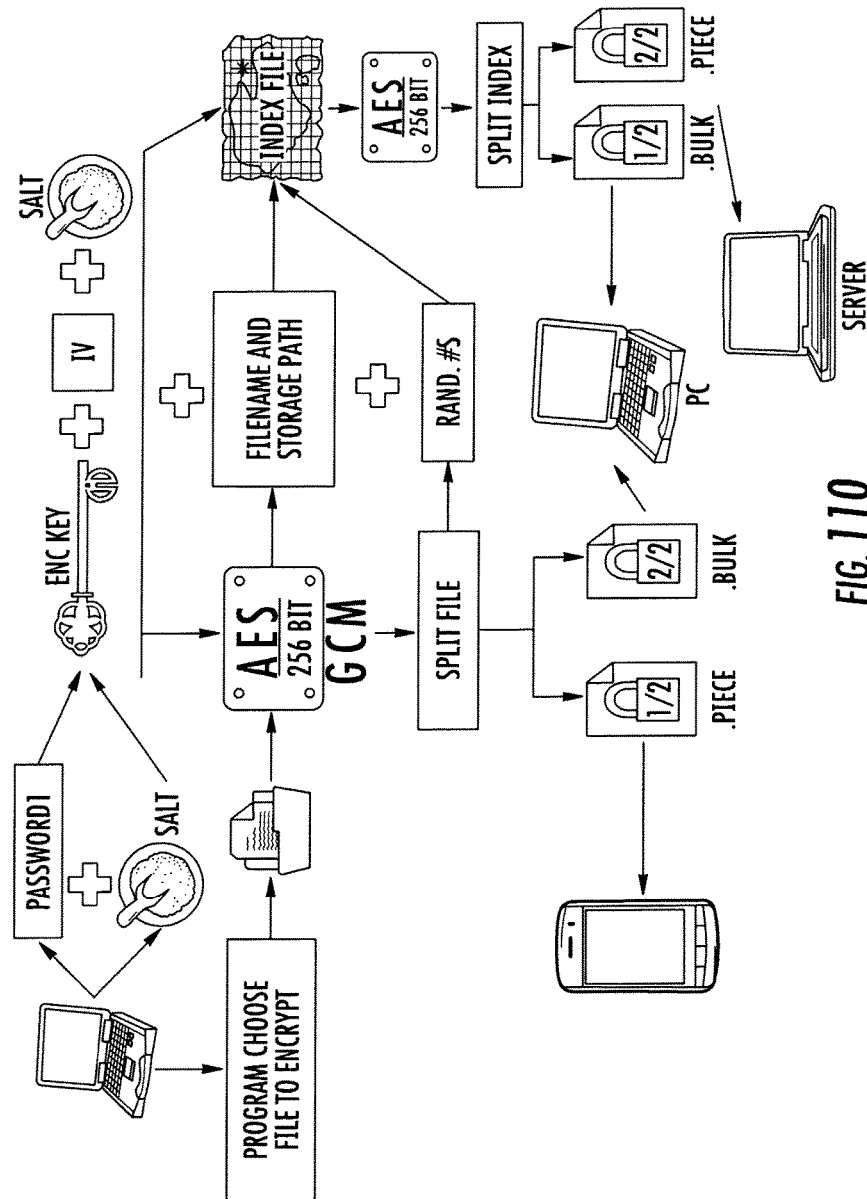 PASSWORD1
SALT
ENC KEY
IV
SALT
PROGRAM CHOOSE
FILE TO ENCRYPT
AES
256 BIT
GCM
FILENAME AND
STORAGE PATH
INDEX FILE
AES
256 BIT
SPLIT FILE
RAND. #S
SPLIT INDEX
1/2
.PIECE
2/2
.BULK
1/2
.BULK
2/2
.PIECE
PC
SERVER
FIG. 110